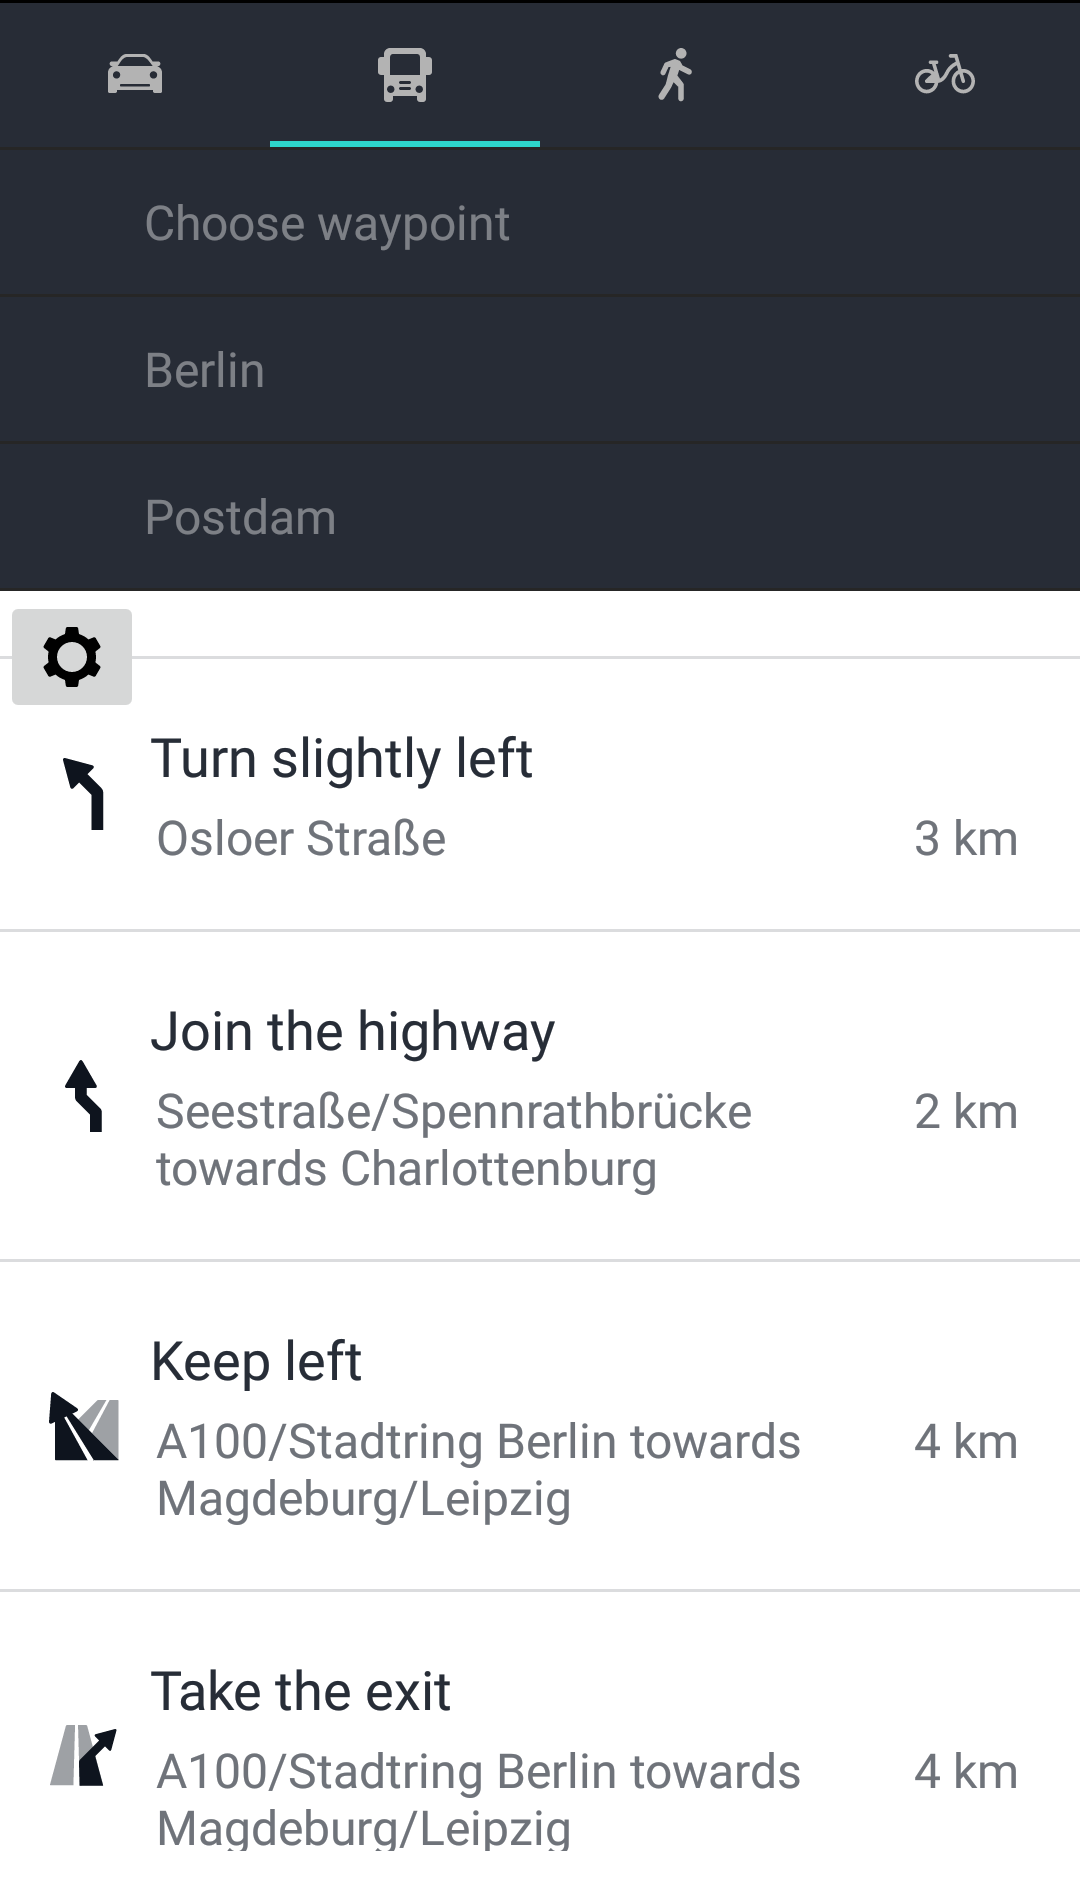 Choose waypoint
Berlin
Postdam
Turn slightly left
Osloer Straße
3 km
Join the highway
Seestraße/Spennrathbrücke
towards Charlottenburg
2 km
Keep left
A100/Stadtring Berlin towards
Magdeburg/Leipzig
4 km
Take the exit
A100/Stadtring Berlin towards
Magdeburg/Leipzig
4 km